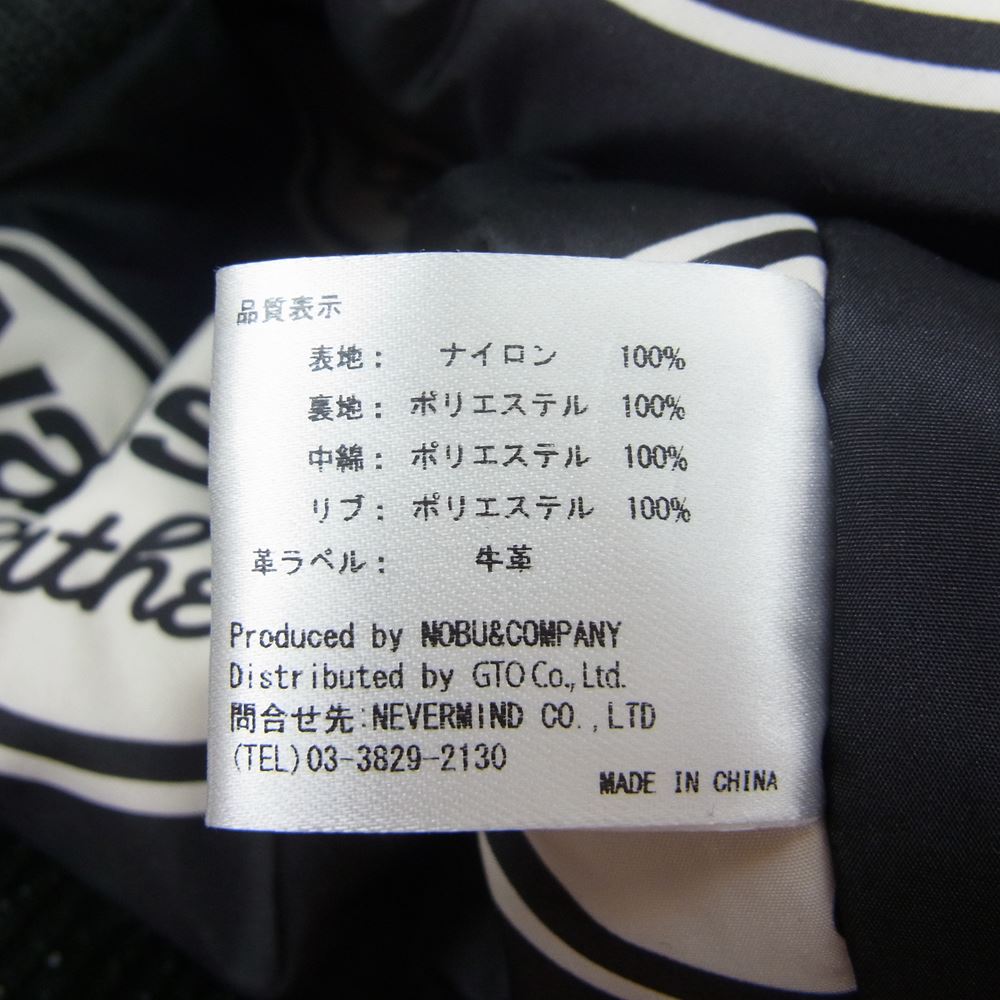 品質表示
表地： ナイロン 100%
裏地： ポリエステル 100%
中綿： ポリエステル 100%
リブ： ポリエステル 100%
革ラペル： 牛革
Produced by NOBU&COMPANY
Distributed by GTO Co., Ltd.
問合せ先:NEVERMIND CO.,LTD
(TEL)03-3829-2130
MADE IN CHINA